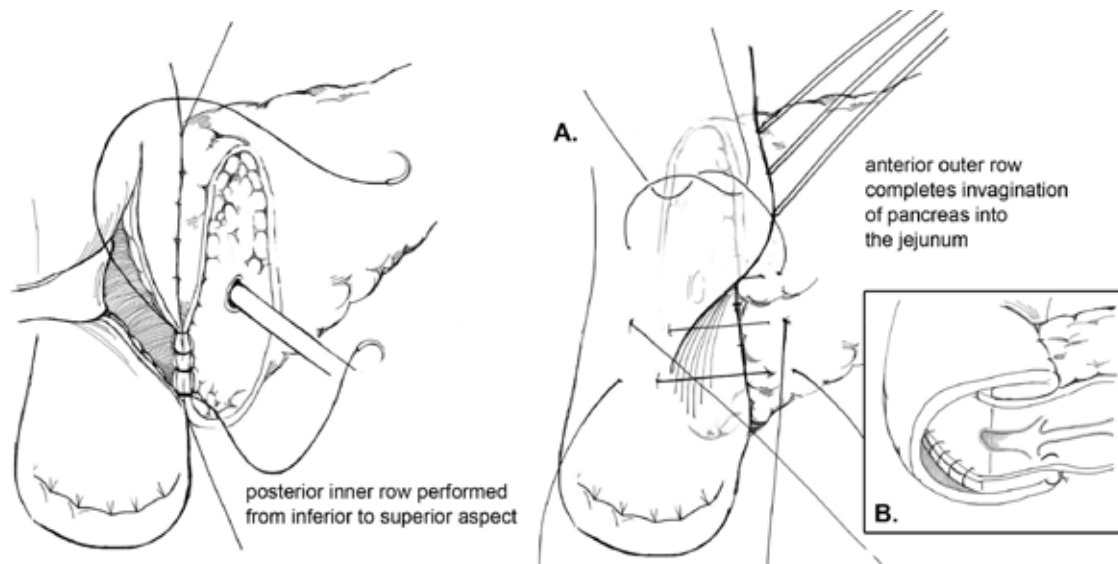 posterior inner row performed
from inferior to superior aspect
A.
anterior outer row
completes invagination
of pancreas into
the jejunum
B.